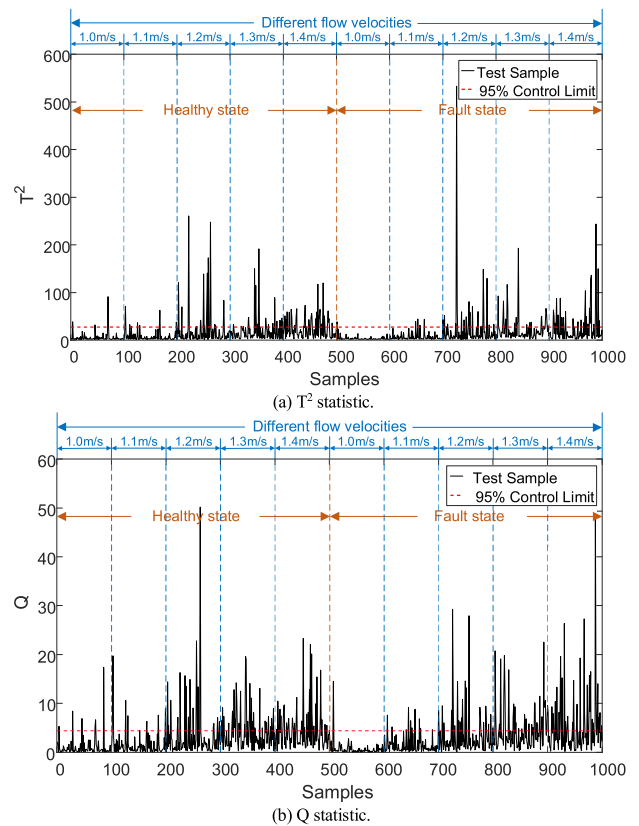 Different flow velocities
1.0m/s 1.1m/s 1.2m/s 1.3m/s 1.4m/s 1.0m/s 1.1m/s 1.2m/s 1.3m/s 1.4m/s
600
500
400
300
200
100
0
T²
Test Sample
95% Control Limit
Healthy state
Fault state
0 100 200 300 400 500 600 700 800 900 1000
Samples
(a) T² statistic.
Different flow velocities
1.0m/s 1.1m/s 1.2m/s 1.3m/s 1.4m/s 1.0m/s 1.1m/s 1.2m/s 1.3m/s 1.4m/s
60
50
40
30
20
10
0
Q
Test Sample
95% Control Limit
Healthy state
Fault state
0 100 200 300 400 500 600 700 800 900 1000
Samples
(b) Q statistic.